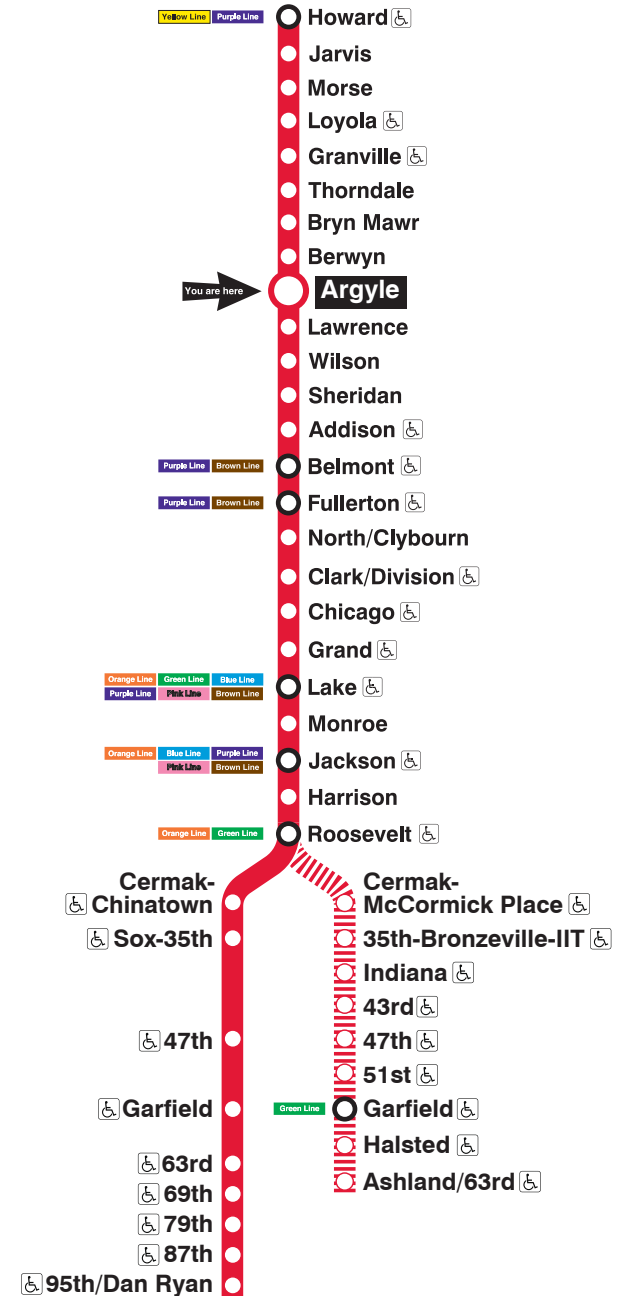 Yellow Line Purple Line Howard
Jarvis
Morse
Loyola
Granville
Thorndale
Bryn Mawr
Berwyn
You are here Argyle
Lawrence
Wilson
Sheridan
Addison
Purple Line Brown Line Belmont
Purple Line Brown Line Fullerton
North/Clybourn
Clark/Division
Chicago
Grand
Orange Line Green Line Blue Line
Purple Line Pink Line Brown Line
Lake
Monroe
Orange Line Blue Line Purple Line
Pink Line Brown Line
Jackson
Harrison
Orange Line Green Line Roosevelt
Cermak-
Chinatown
Sox-35th
47th
Garfield
63rd
69th
79th
87th
95th/Dan Ryan
Cermak-
McCormick Place
35th-Bronzeville-IIT
Indiana
43rd
47th
51st
Green Line Garfield
Halsted
Ashland/63rd